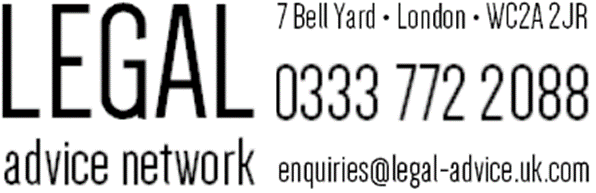 LEGAL
advice network
7 Bell Yard • London • WC2A 2JR
0333 772 2088
enquiries@legal-advice.uk.com